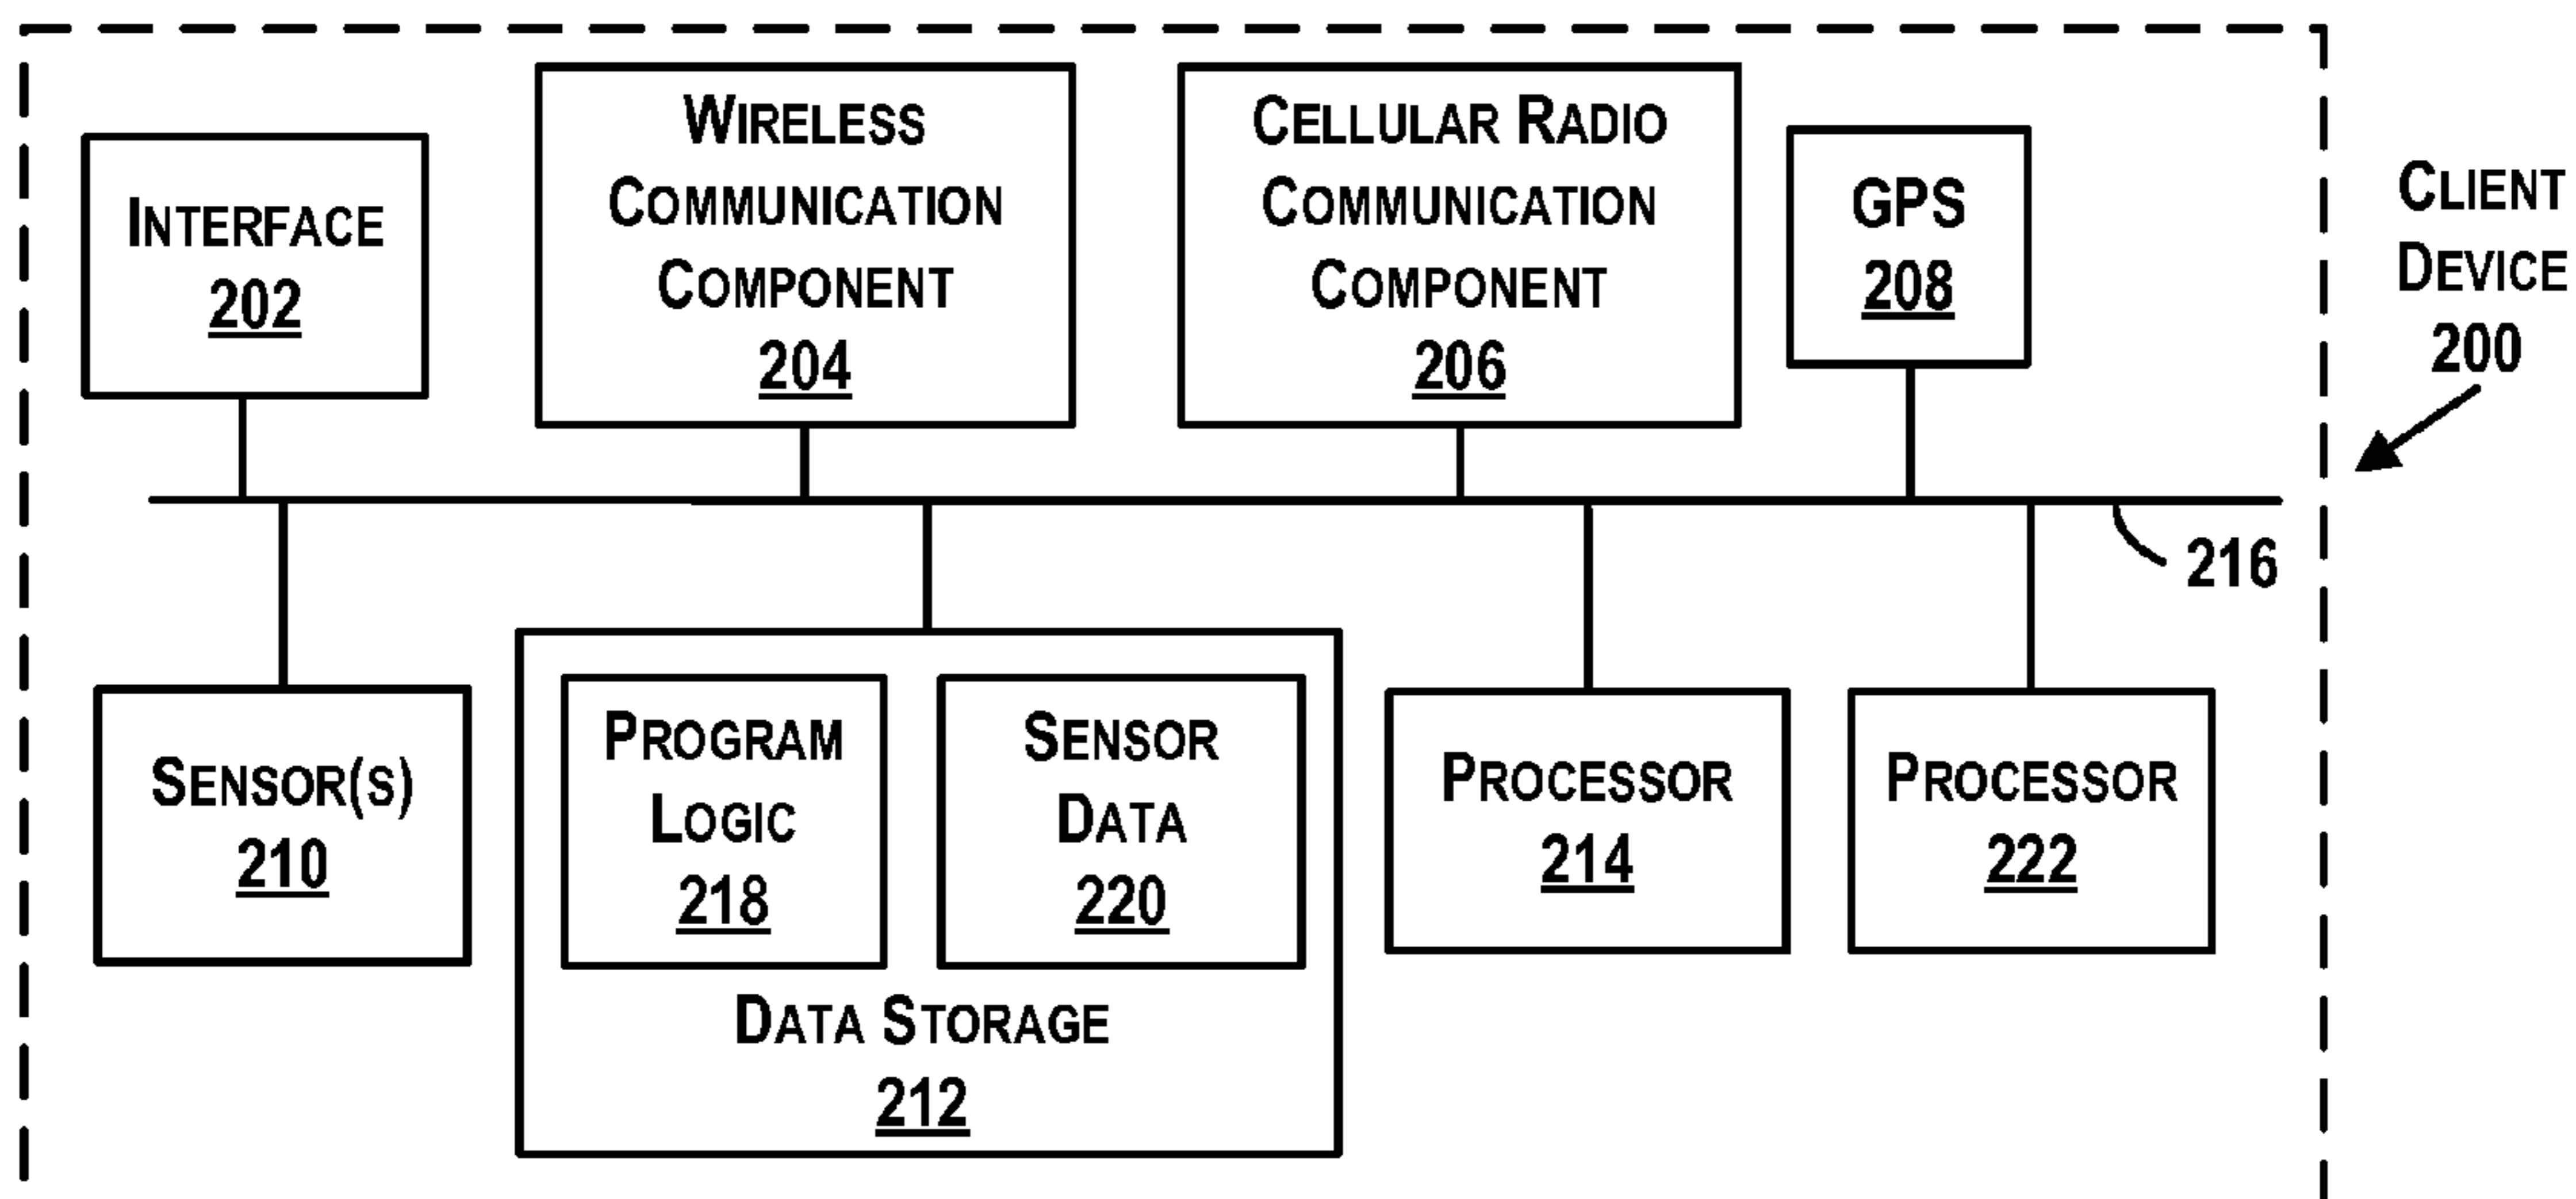 INTERFACE
202
WIRELESS
COMMUNICATION
COMPONENT
204
CELLULAR RADIO
COMMUNICATION
COMPONENT
206
GPS
208
CLIENT
DEVICE
200
216
SENSOR(S)
210
PROGRAM
LOGIC
218
SENSOR
DATA
220
DATA STORAGE
212
PROCESSOR
214
PROCESSOR
222